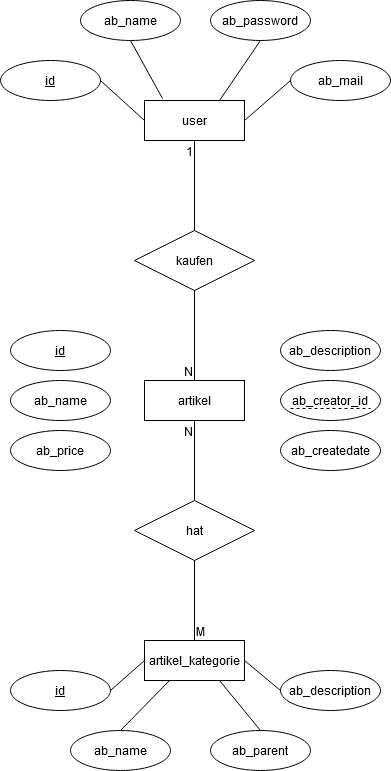 ab_name
ab_password
id
ab_mail
user
1
kaufen
N
id
ab_description
ab_name
artikel
ab_creator_id
N
ab_price
ab_createdate
hat
M
artikel_kategorie
id
ab_description
ab_name
ab_parent